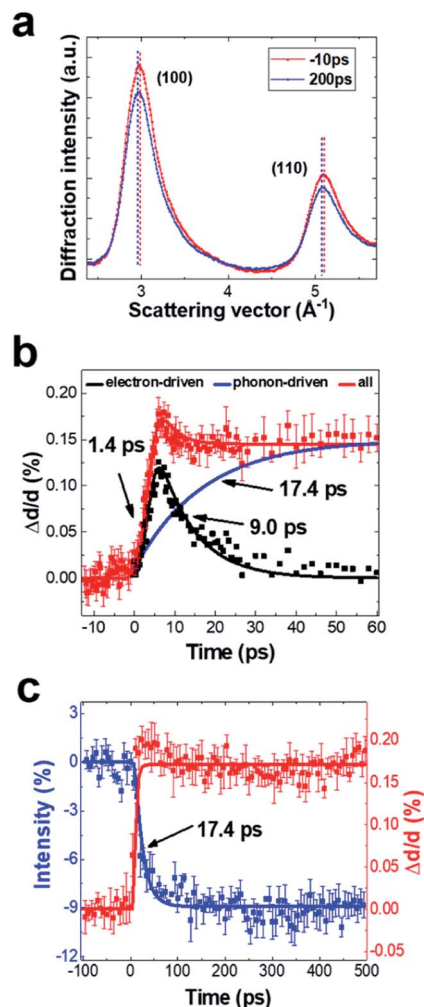 a
Diffraction intensity (a.u.)
(100)
(110)
-10ps
200ps
3
4
5
Scattering vector (Å⁻¹)
b
electron-driven
phonon-driven
all
0.20
0.15
0.10
0.05
0.00
Δd/d (%)
1.4 ps
17.4 ps
9.0 ps
-10
0
10
20
30
40
50
60
Time (ps)
c
3
0
-3
-6
-9
-12
Intensity (%)
17.4 ps
0.20
0.15
0.10
0.05
0.00
-0.05
Δd/d (%)
-100
0
100
200
300
400
500
Time (ps)